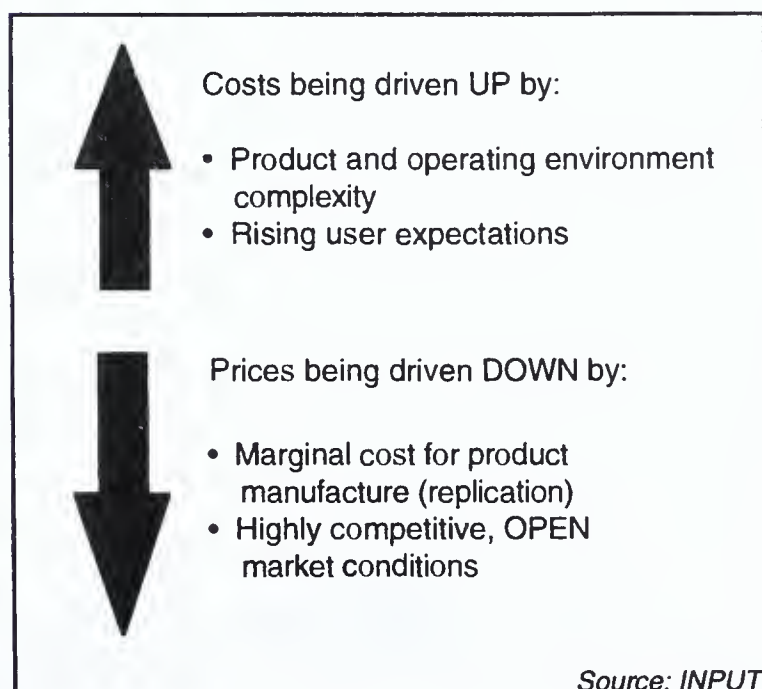 Costs being driven UP by:
• Product and operating environment
complexity
• Rising user expectations
Prices being driven DOWN by:
• Marginal cost for product
manufacture (replication)
• Highly competitive, OPEN
market conditions
Source: INPUT